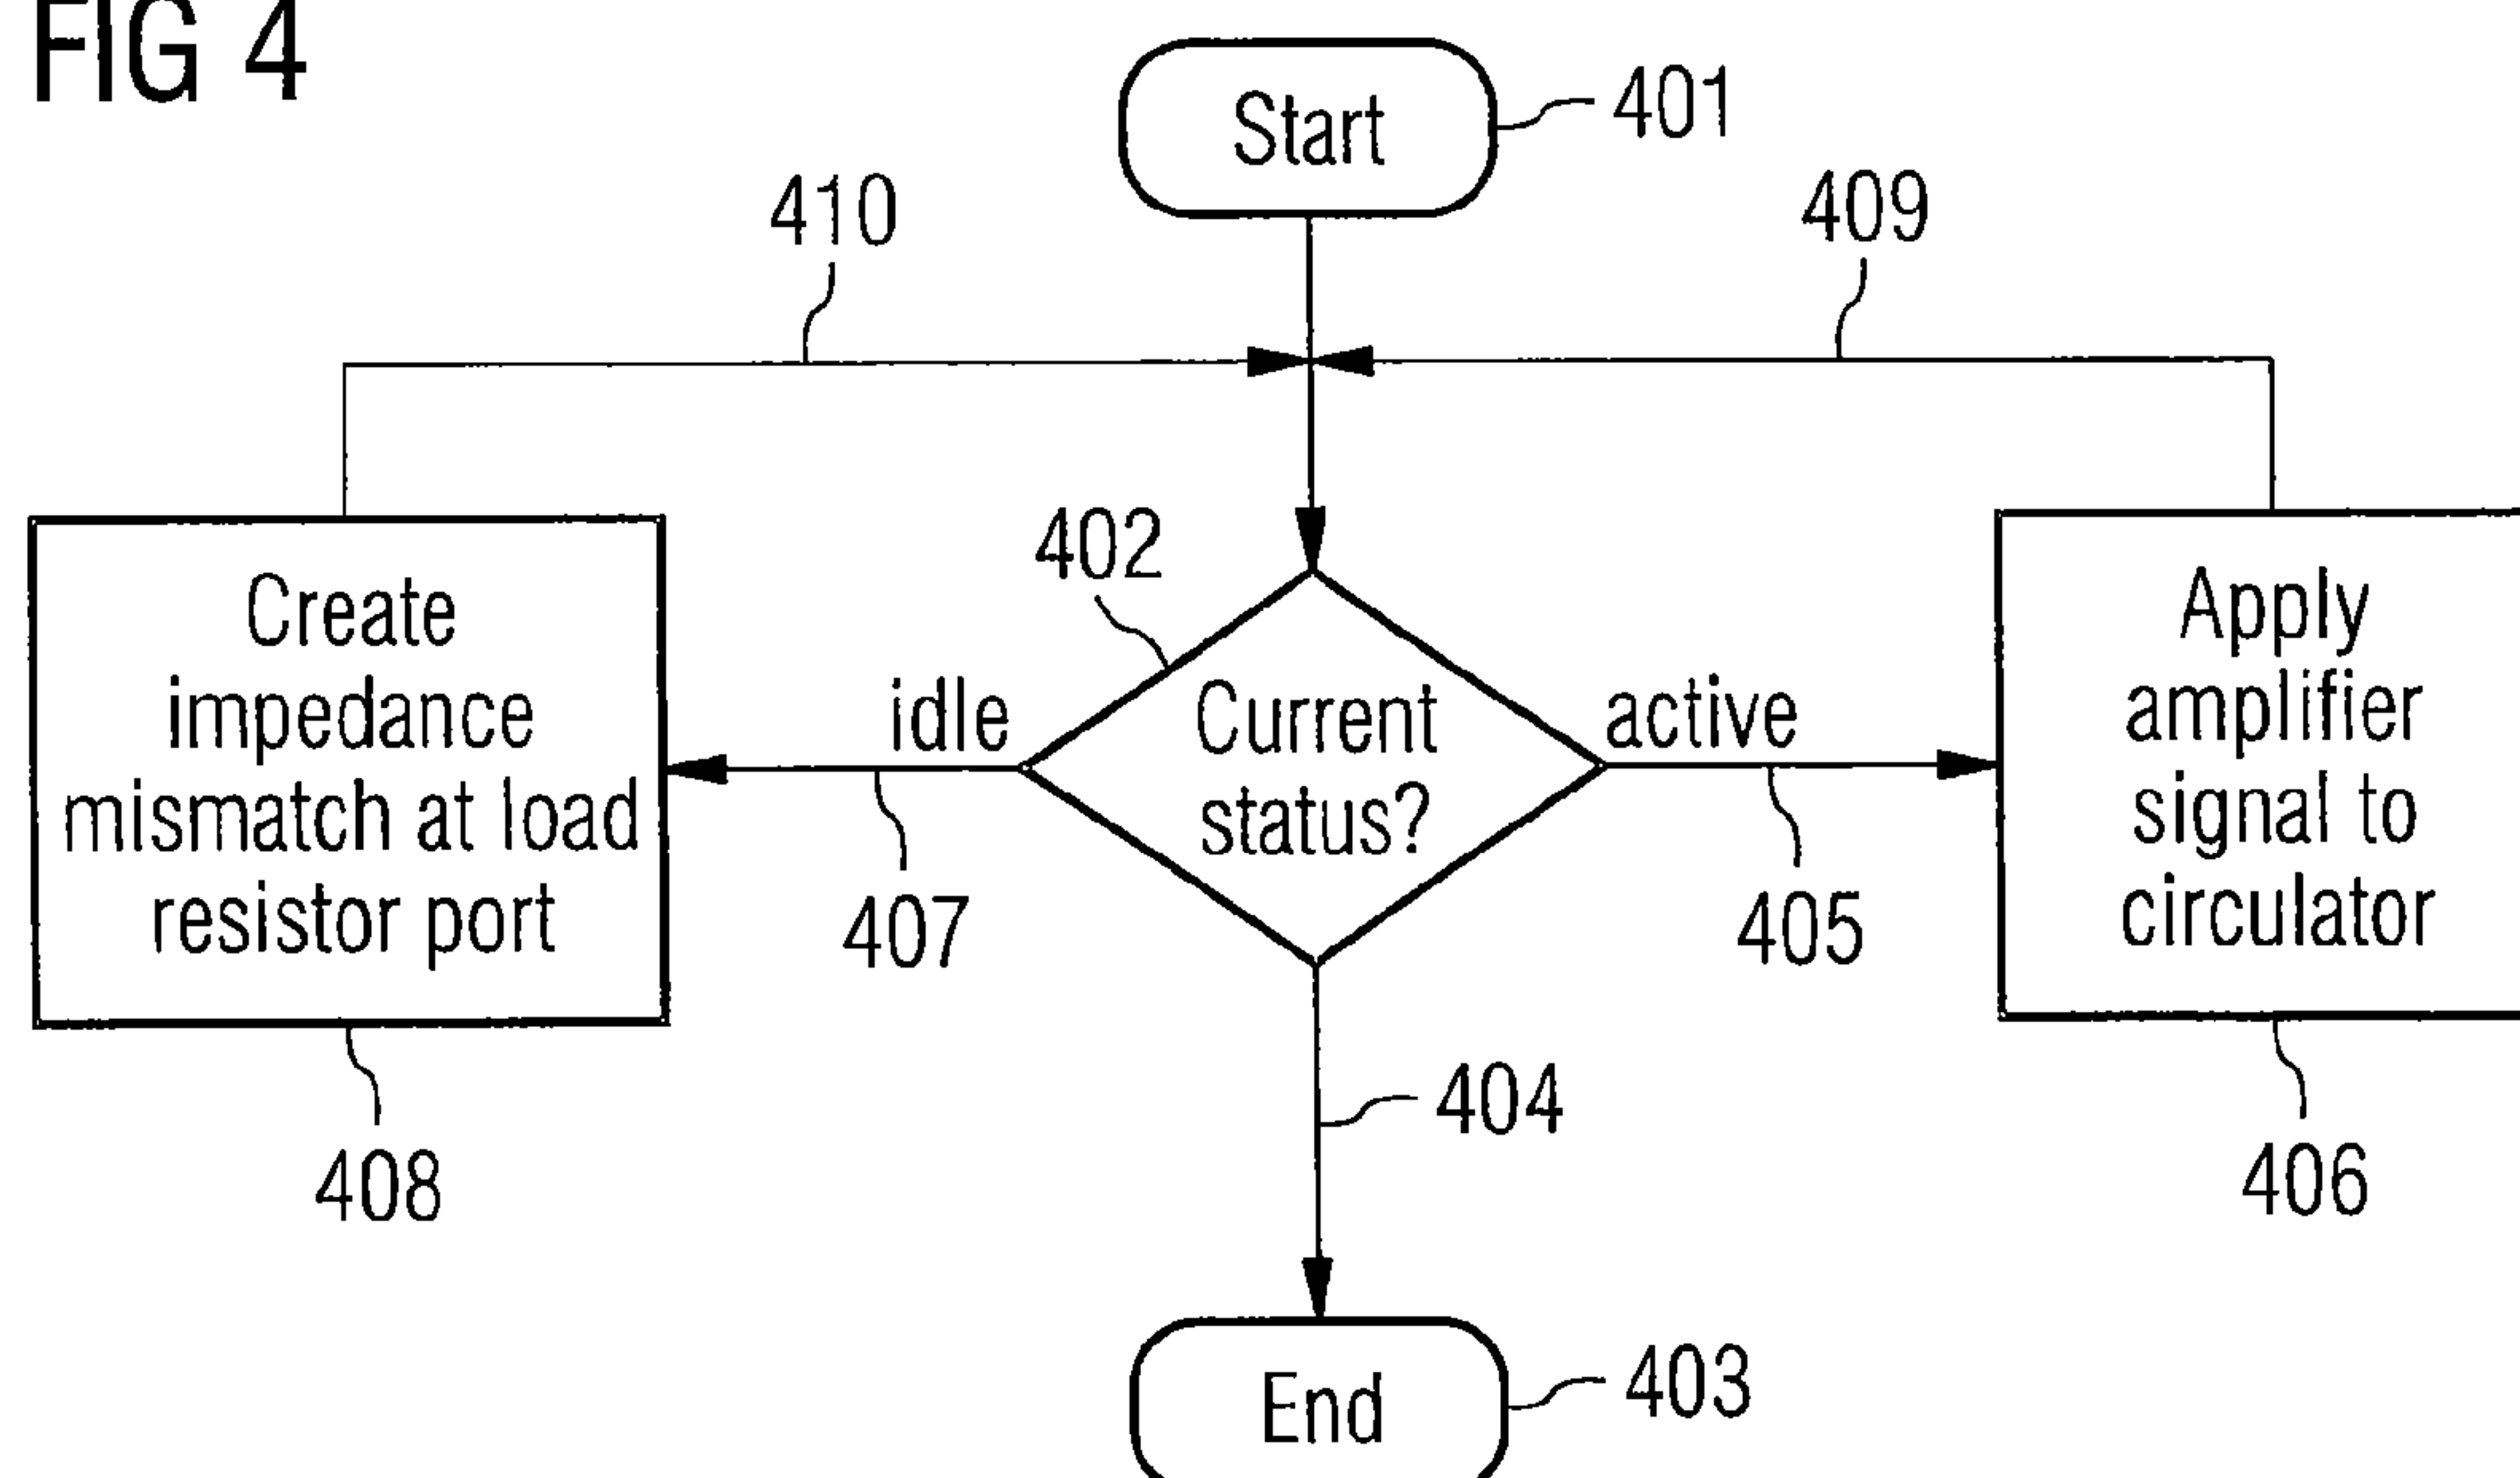 FIG 4
Start
401
410
409
402
Create
impedance
mismatch at load
resistor port
idle
Current
status?
active
Apply
amplifier
signal to
circulator
407
405
404
408
406
End
403